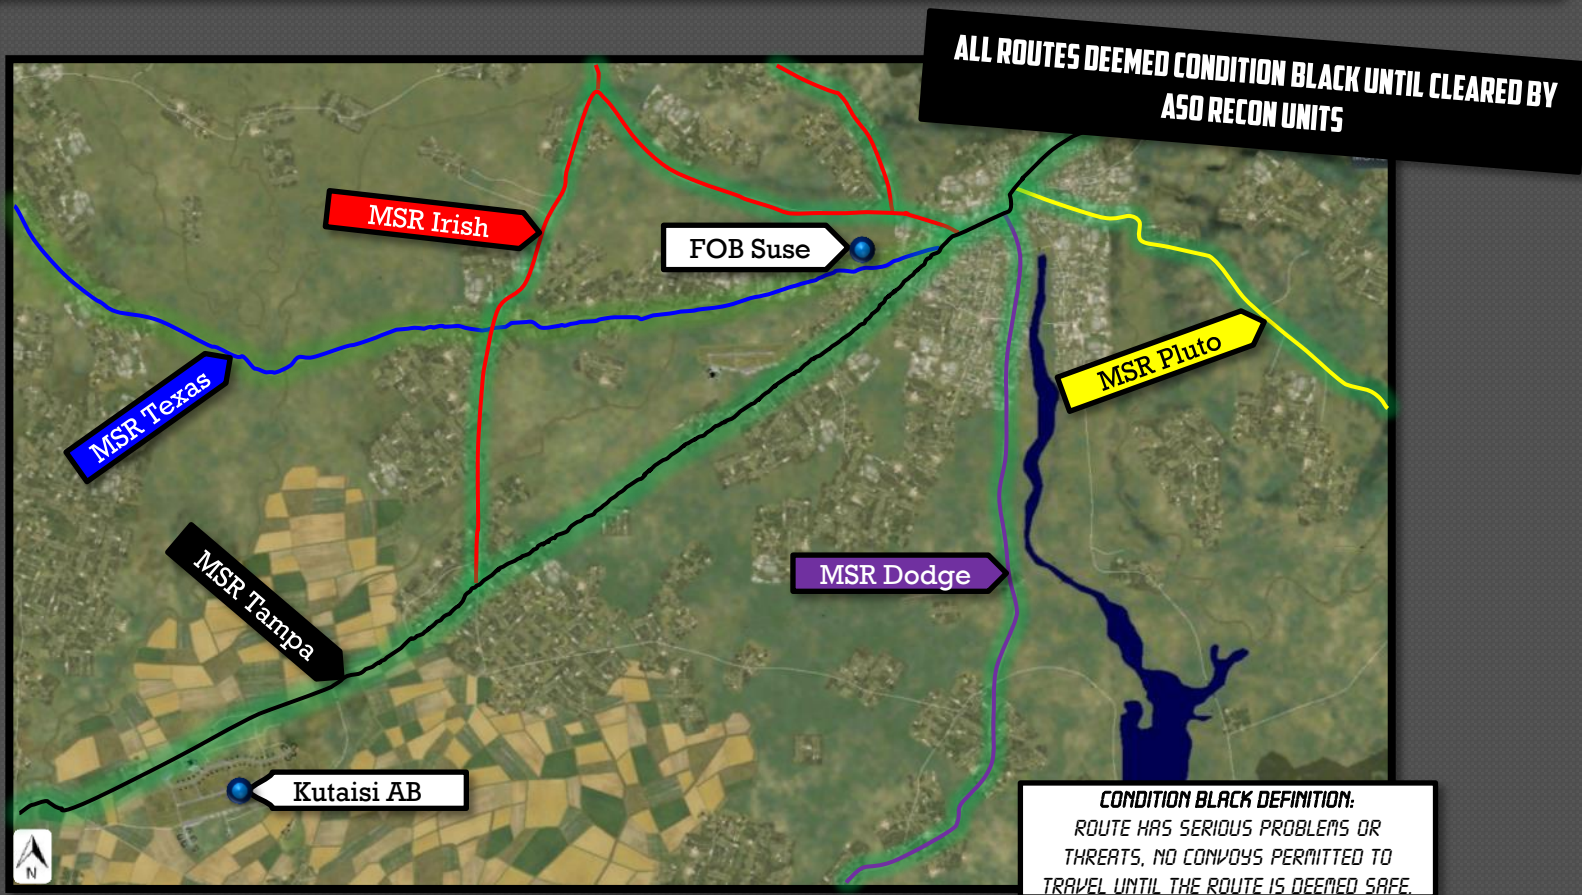 ALL ROUTES DEEMED CONDITION BLACK UNTIL CLEARED BY
ASO RECON UNITS
MSR Irish
FOB Suse
MSR Texas
MSR Pluto
MSR Tampa
MSR Dodge
Kutaisi AB
N
CONDITION BLACK DEFINITION:
ROUTE HAS SERIOUS PROBLEMS OR
THREATS, NO CONVOYS PERMITTED TO
TRAVEL UNTIL THE ROUTE IS DEEMED SAFE.